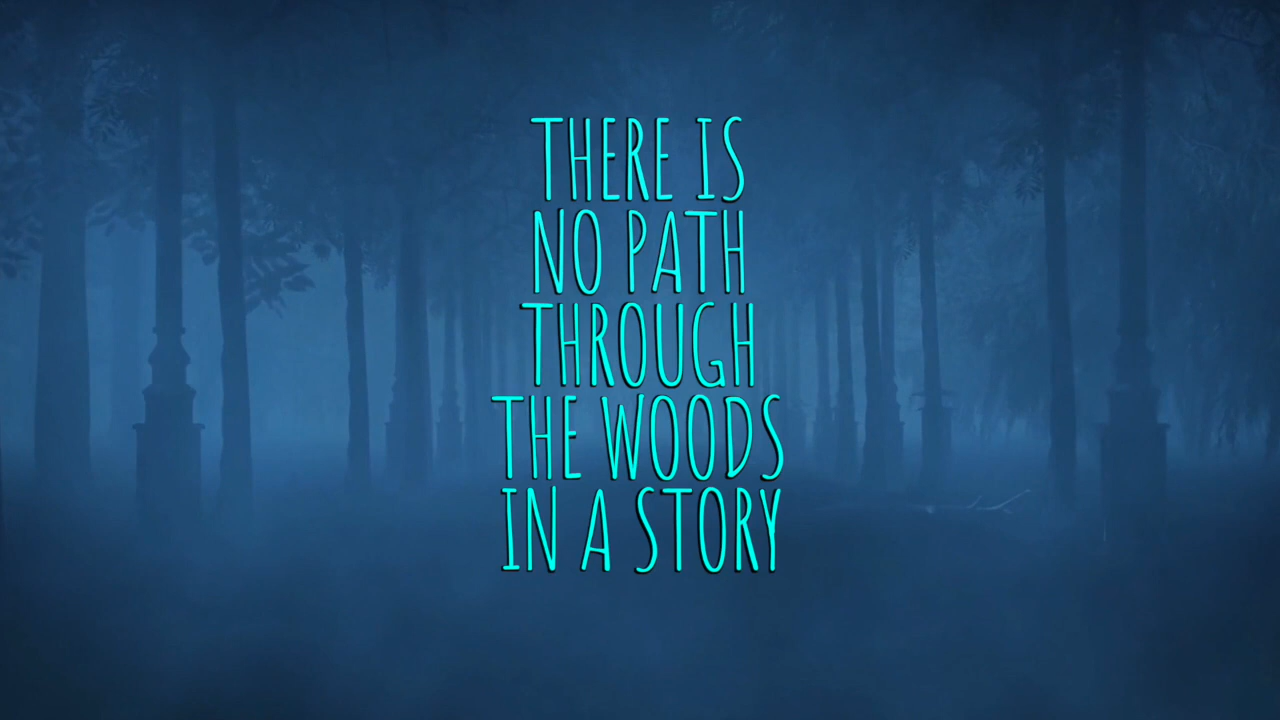 THERE IS
NO PATH
THROUGH
THE WOODS
IN A STORY